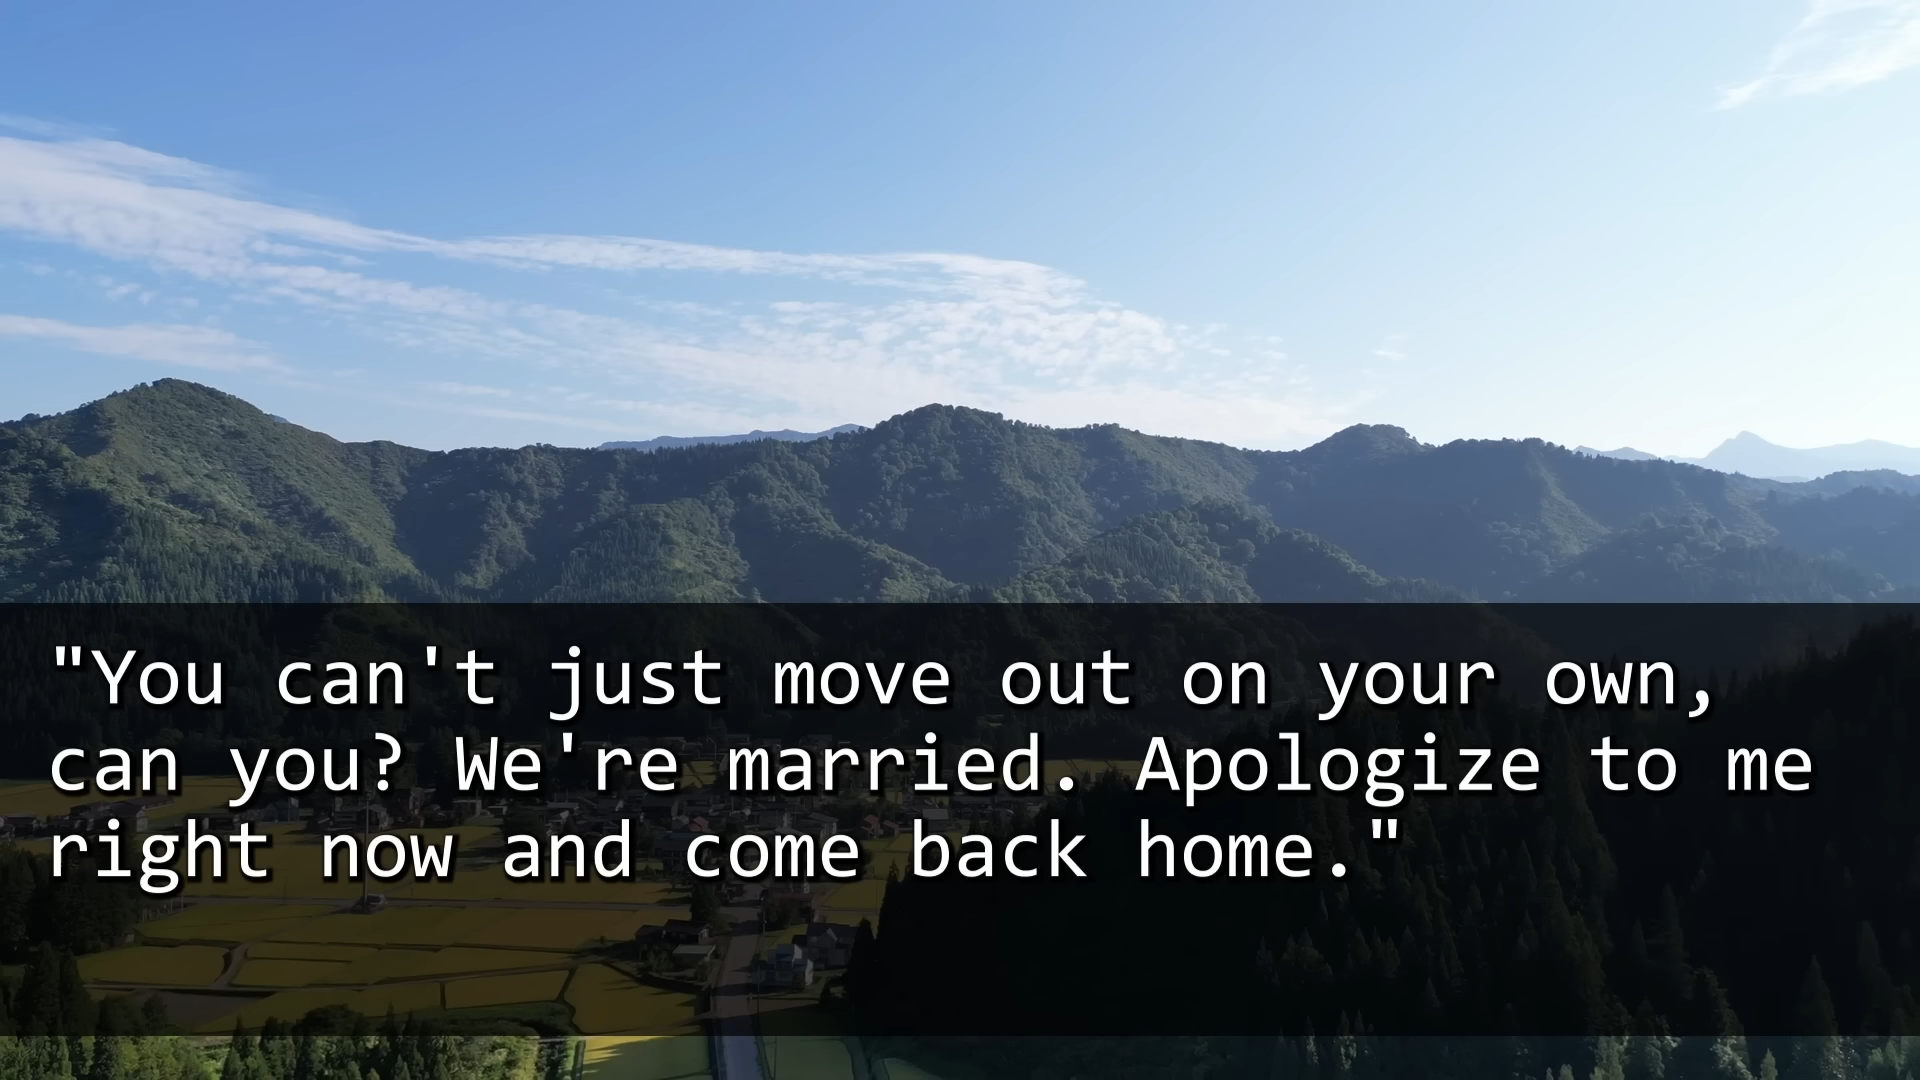 "You can't just move out on your own,
can you? We're married. Apologize to me
right now and come back home."